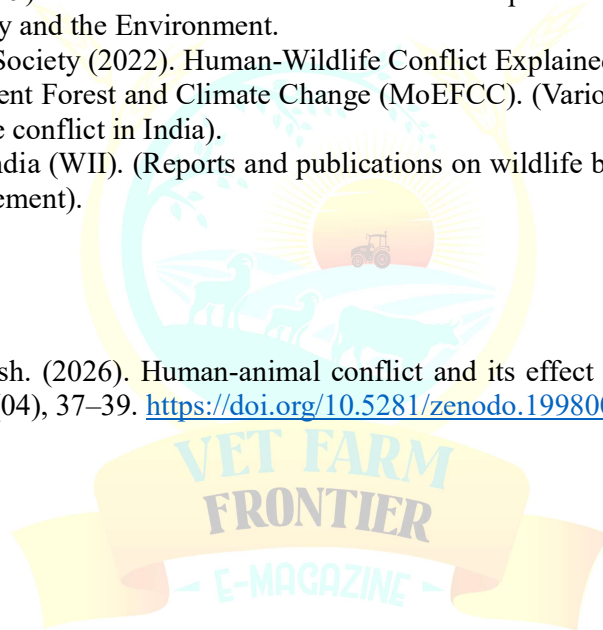 y and the Environment.
Society (2022). Human-Wildlife Conflict Explained
ent Forest and Climate Change (MoEFCC). (Vario
e conflict in India).
ndia (WII). (Reports and publications on wildlife b
ement).
sh. (2026). Human-animal conflict and its effect
(04), 37–39. https://doi.org/10.5281/zenodo.199800
VET FARM
FRONTIER
E-MAGAZINE